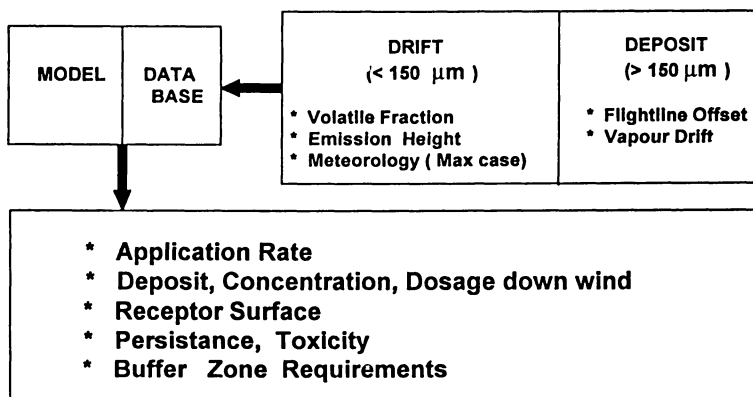 MODEL
DATA
BASE
DRIFT
(< 150 µm )
* Volatile Fraction
* Emission Height
* Meteorology ( Max case)
DEPOSIT
(> 150 µm )
* Flightline Offset
* Vapour Drift
* Application Rate
* Deposit, Concentration, Dosage down wind
* Receptor Surface
* Persistance, Toxicity
* Buffer Zone Requirements